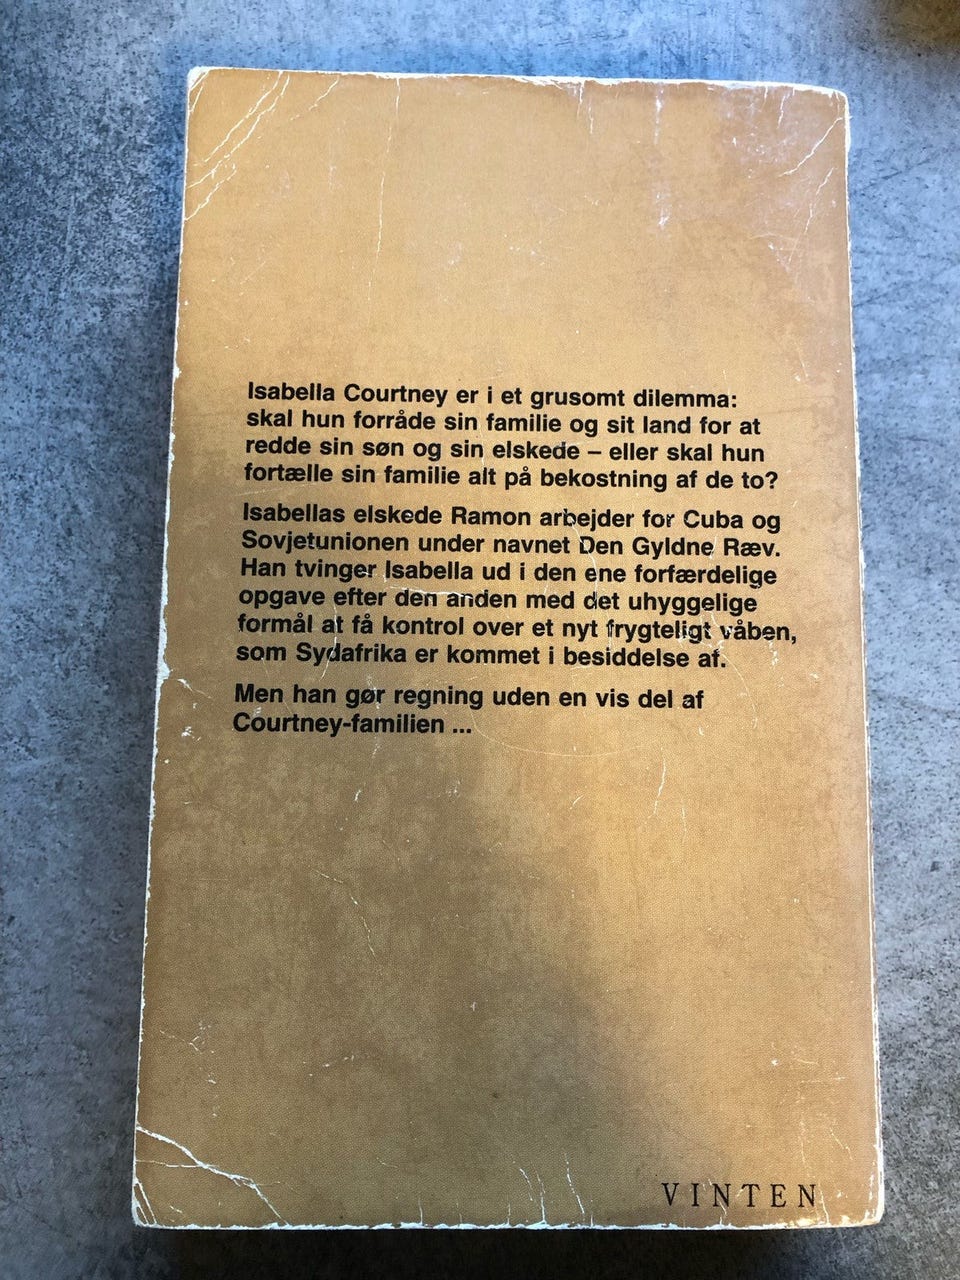 Isabella Courtney er i et grusomt dilemma:
skal hun forråde sin familie og sit land for at
redde sin søn og sin elskede – eller skal hun
fortælle sin familie alt på bekostning af de to?
Isabellas elskede Ramon arbejder for Cuba og
Sovjetunionen under navnet Den Gyldne Ræv.
Han tvinger Isabella ud i den ene forfærdelige
opgave efter den anden med det uhyggelige
formål at få kontrol over et nyt frygteligt våben,
som Sydafrika er kommet i besiddelse af.
Men han gør regning uden en vis del af
Courtney-familien ...
VINTEN